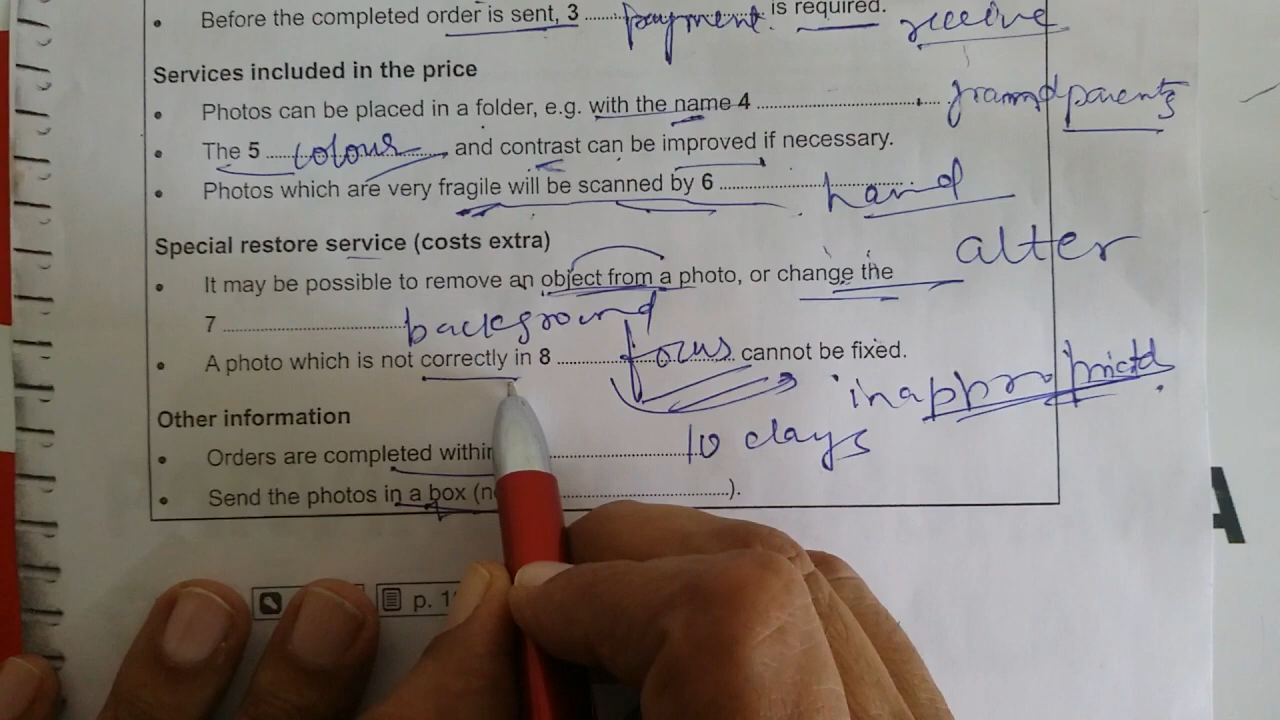 • Before the completed order is sent, 3 ........ payment. is required. receive
Services included in the price
• Photos can be placed in a folder, e.g. with the name 4 ........ grandparents
• The 5 ........ colour and contrast can be improved if necessary.
• Photos which are very fragile will be scanned by 6 ........ hand
Special restore service (costs extra)
• It may be possible to remove an object from a photo, or change the alter
7 ........ background
• A photo which is not correctly in 8 ........ focus cannot be fixed.
Other information
• Orders are completed within ........ 10 days
• Send the photos in a box ( ........ ).
p. 1
A